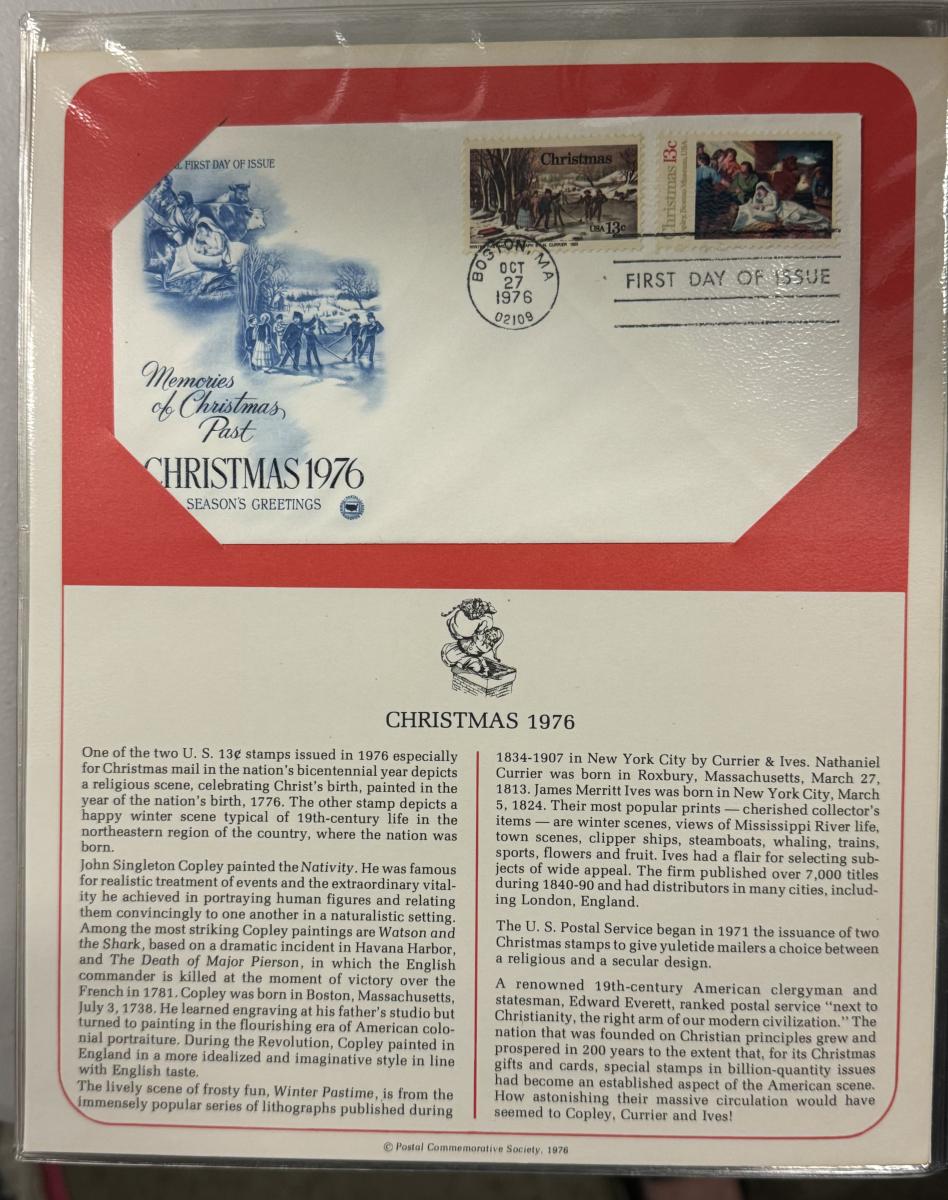 L FIRST DAY OF ISSUE
Christmas
USA 13c
Christmas 13c
Copley, Boston Museum, USA
BOSTON, MA
OCT
27
1976
02109
FIRST DAY OF ISSUE
Memories
of Christmas
Past
CHRISTMAS 1976
SEASON'S GREETINGS
CHRISTMAS 1976
One of the two U. S. 13¢ stamps issued in 1976 especially
for Christmas mail in the nation's bicentennial year depicts
a religious scene, celebrating Christ's birth, painted in the
year of the nation's birth, 1776. The other stamp depicts a
happy winter scene typical of 19th-century life in the
northeastern region of the country, where the nation was
born.
John Singleton Copley painted the Nativity. He was famous
for realistic treatment of events and the extraordinary vital-
ity he achieved in portraying human figures and relating
them convincingly to one another in a naturalistic setting.
Among the most striking Copley paintings are Watson and
the Shark, based on a dramatic incident in Havana Harbor,
and The Death of Major Pierson, in which the English
commander is killed at the moment of victory over the
French in 1781. Copley was born in Boston, Massachusetts,
July 3, 1738. He learned engraving at his father's studio but
turned to painting in the flourishing era of American colo-
nial portraiture. During the Revolution, Copley painted in
England in a more idealized and imaginative style in line
with English taste.
The lively scene of frosty fun, Winter Pastime, is from the
immensely popular series of lithographs published during
1834-1907 in New York City by Currier & Ives. Nathaniel
Currier was born in Roxbury, Massachusetts, March 27,
1813. James Merritt Ives was born in New York City, March
5, 1824. Their most popular prints — cherished collector's
items — are winter scenes, views of Mississippi River life,
town scenes, clipper ships, steamboats, whaling, trains,
sports, flowers and fruit. Ives had a flair for selecting sub-
jects of wide appeal. The firm published over 7,000 titles
during 1840-90 and had distributors in many cities, includ-
ing London, England.
The U. S. Postal Service began in 1971 the issuance of two
Christmas stamps to give yuletide mailers a choice between
a religious and a secular design.
A renowned 19th-century American clergyman and
statesman, Edward Everett, ranked postal service "next to
Christianity, the right arm of our modern civilization." The
nation that was founded on Christian principles grew and
prospered in 200 years to the extent that, for its Christmas
gifts and cards, special stamps in billion-quantity issues
had become an established aspect of the American scene.
How astonishing their massive circulation would have
seemed to Copley, Currier and Ives!
© Postal Commemorative Society, 1976